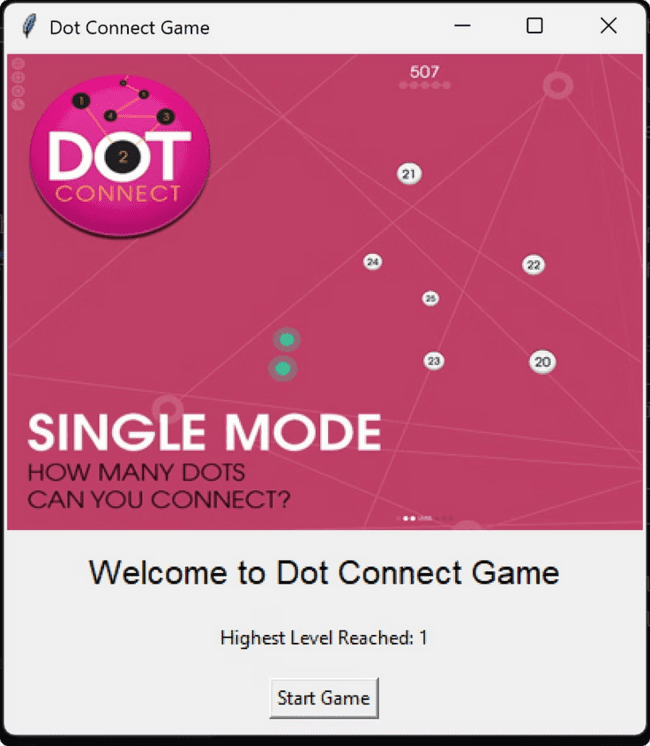 Dot Connect Game
507
1
5
4
3
DOT
2
CONNECT
21
24
22
25
23
20
SINGLE MODE
HOW MANY DOTS
CAN YOU CONNECT?
Welcome to Dot Connect Game
Highest Level Reached: 1
Start Game